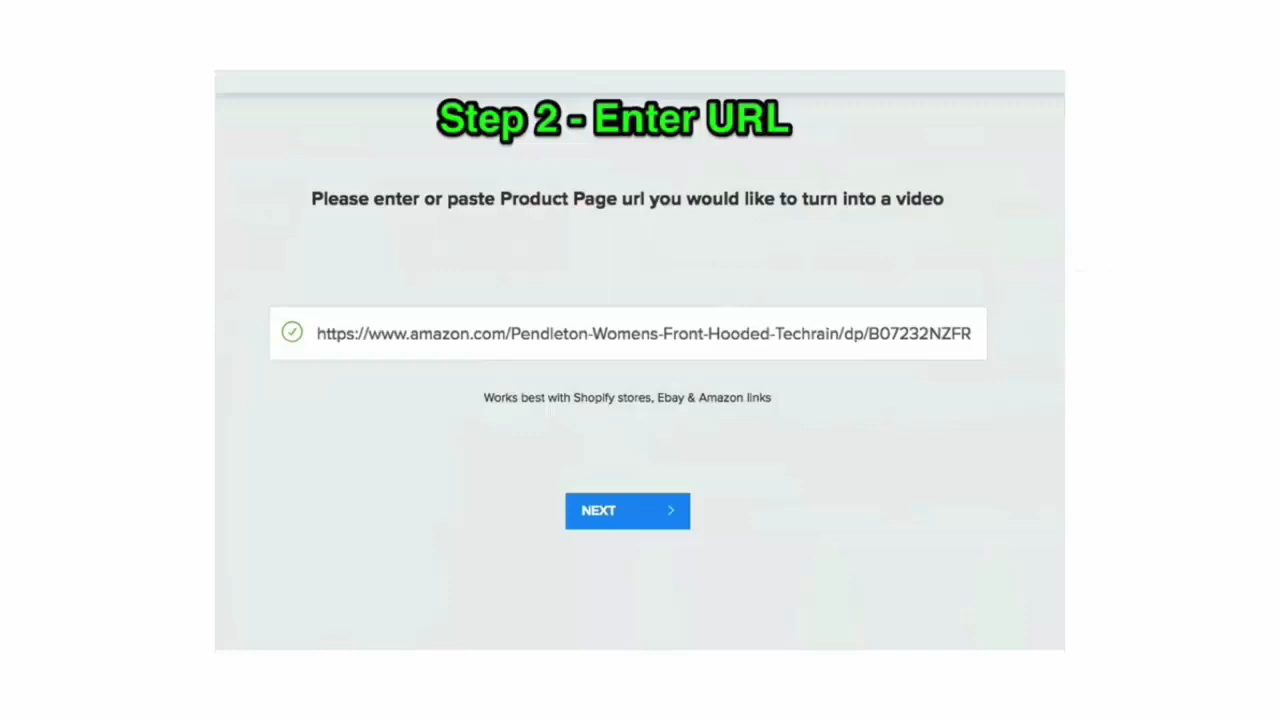 Step 2 - Enter URL
Please enter or paste Product Page url you would like to turn into a video
https://www.amazon.com/Pendleton-Womens-Front-Hooded-Techrain/dp/B07232NZFR
Works best with Shopify stores, Ebay & Amazon links
NEXT